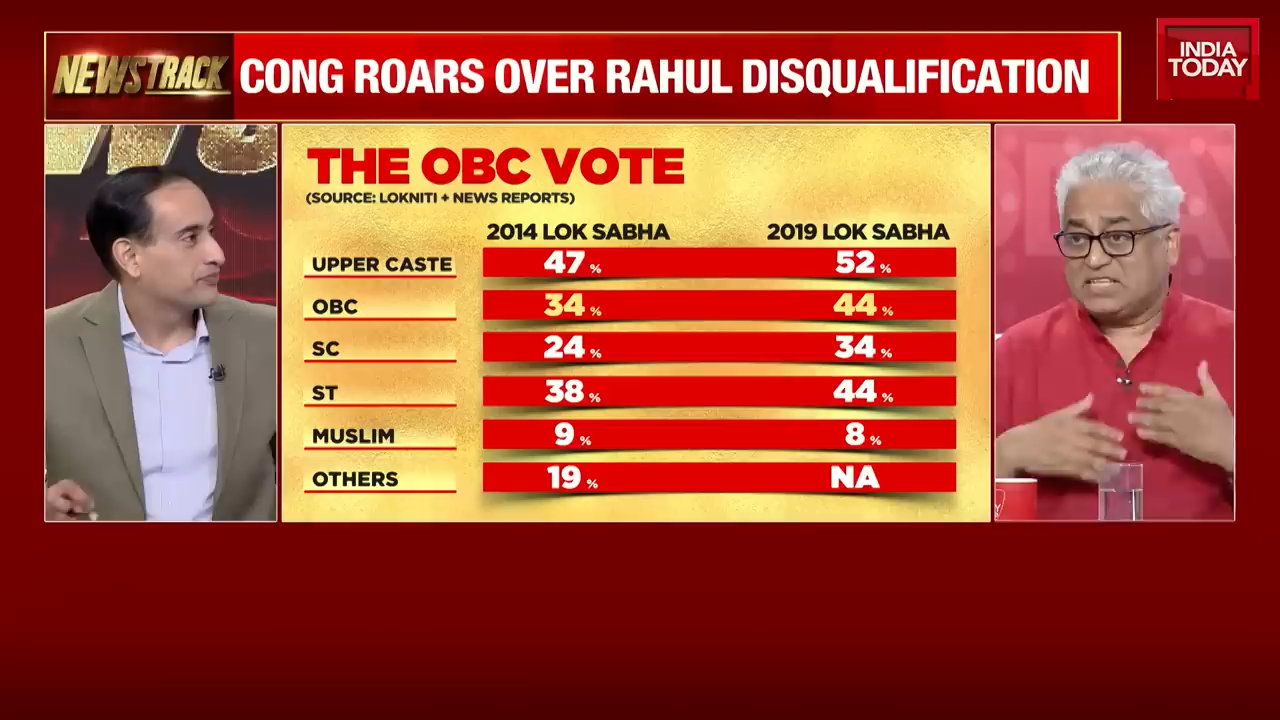 NEWSTRACK
CONG ROARS OVER RAHUL DISQUALIFICATION
INDIA
TODAY
THE OBC VOTE
(SOURCE: LOKNITI + NEWS REPORTS)
2014 LOK SABHA 2019 LOK SABHA
UPPER CASTE 47 % 52 %
OBC 34 % 44 %
SC 24 % 34 %
ST 38 % 44 %
MUSLIM 9 % 8 %
OTHERS 19 % NA